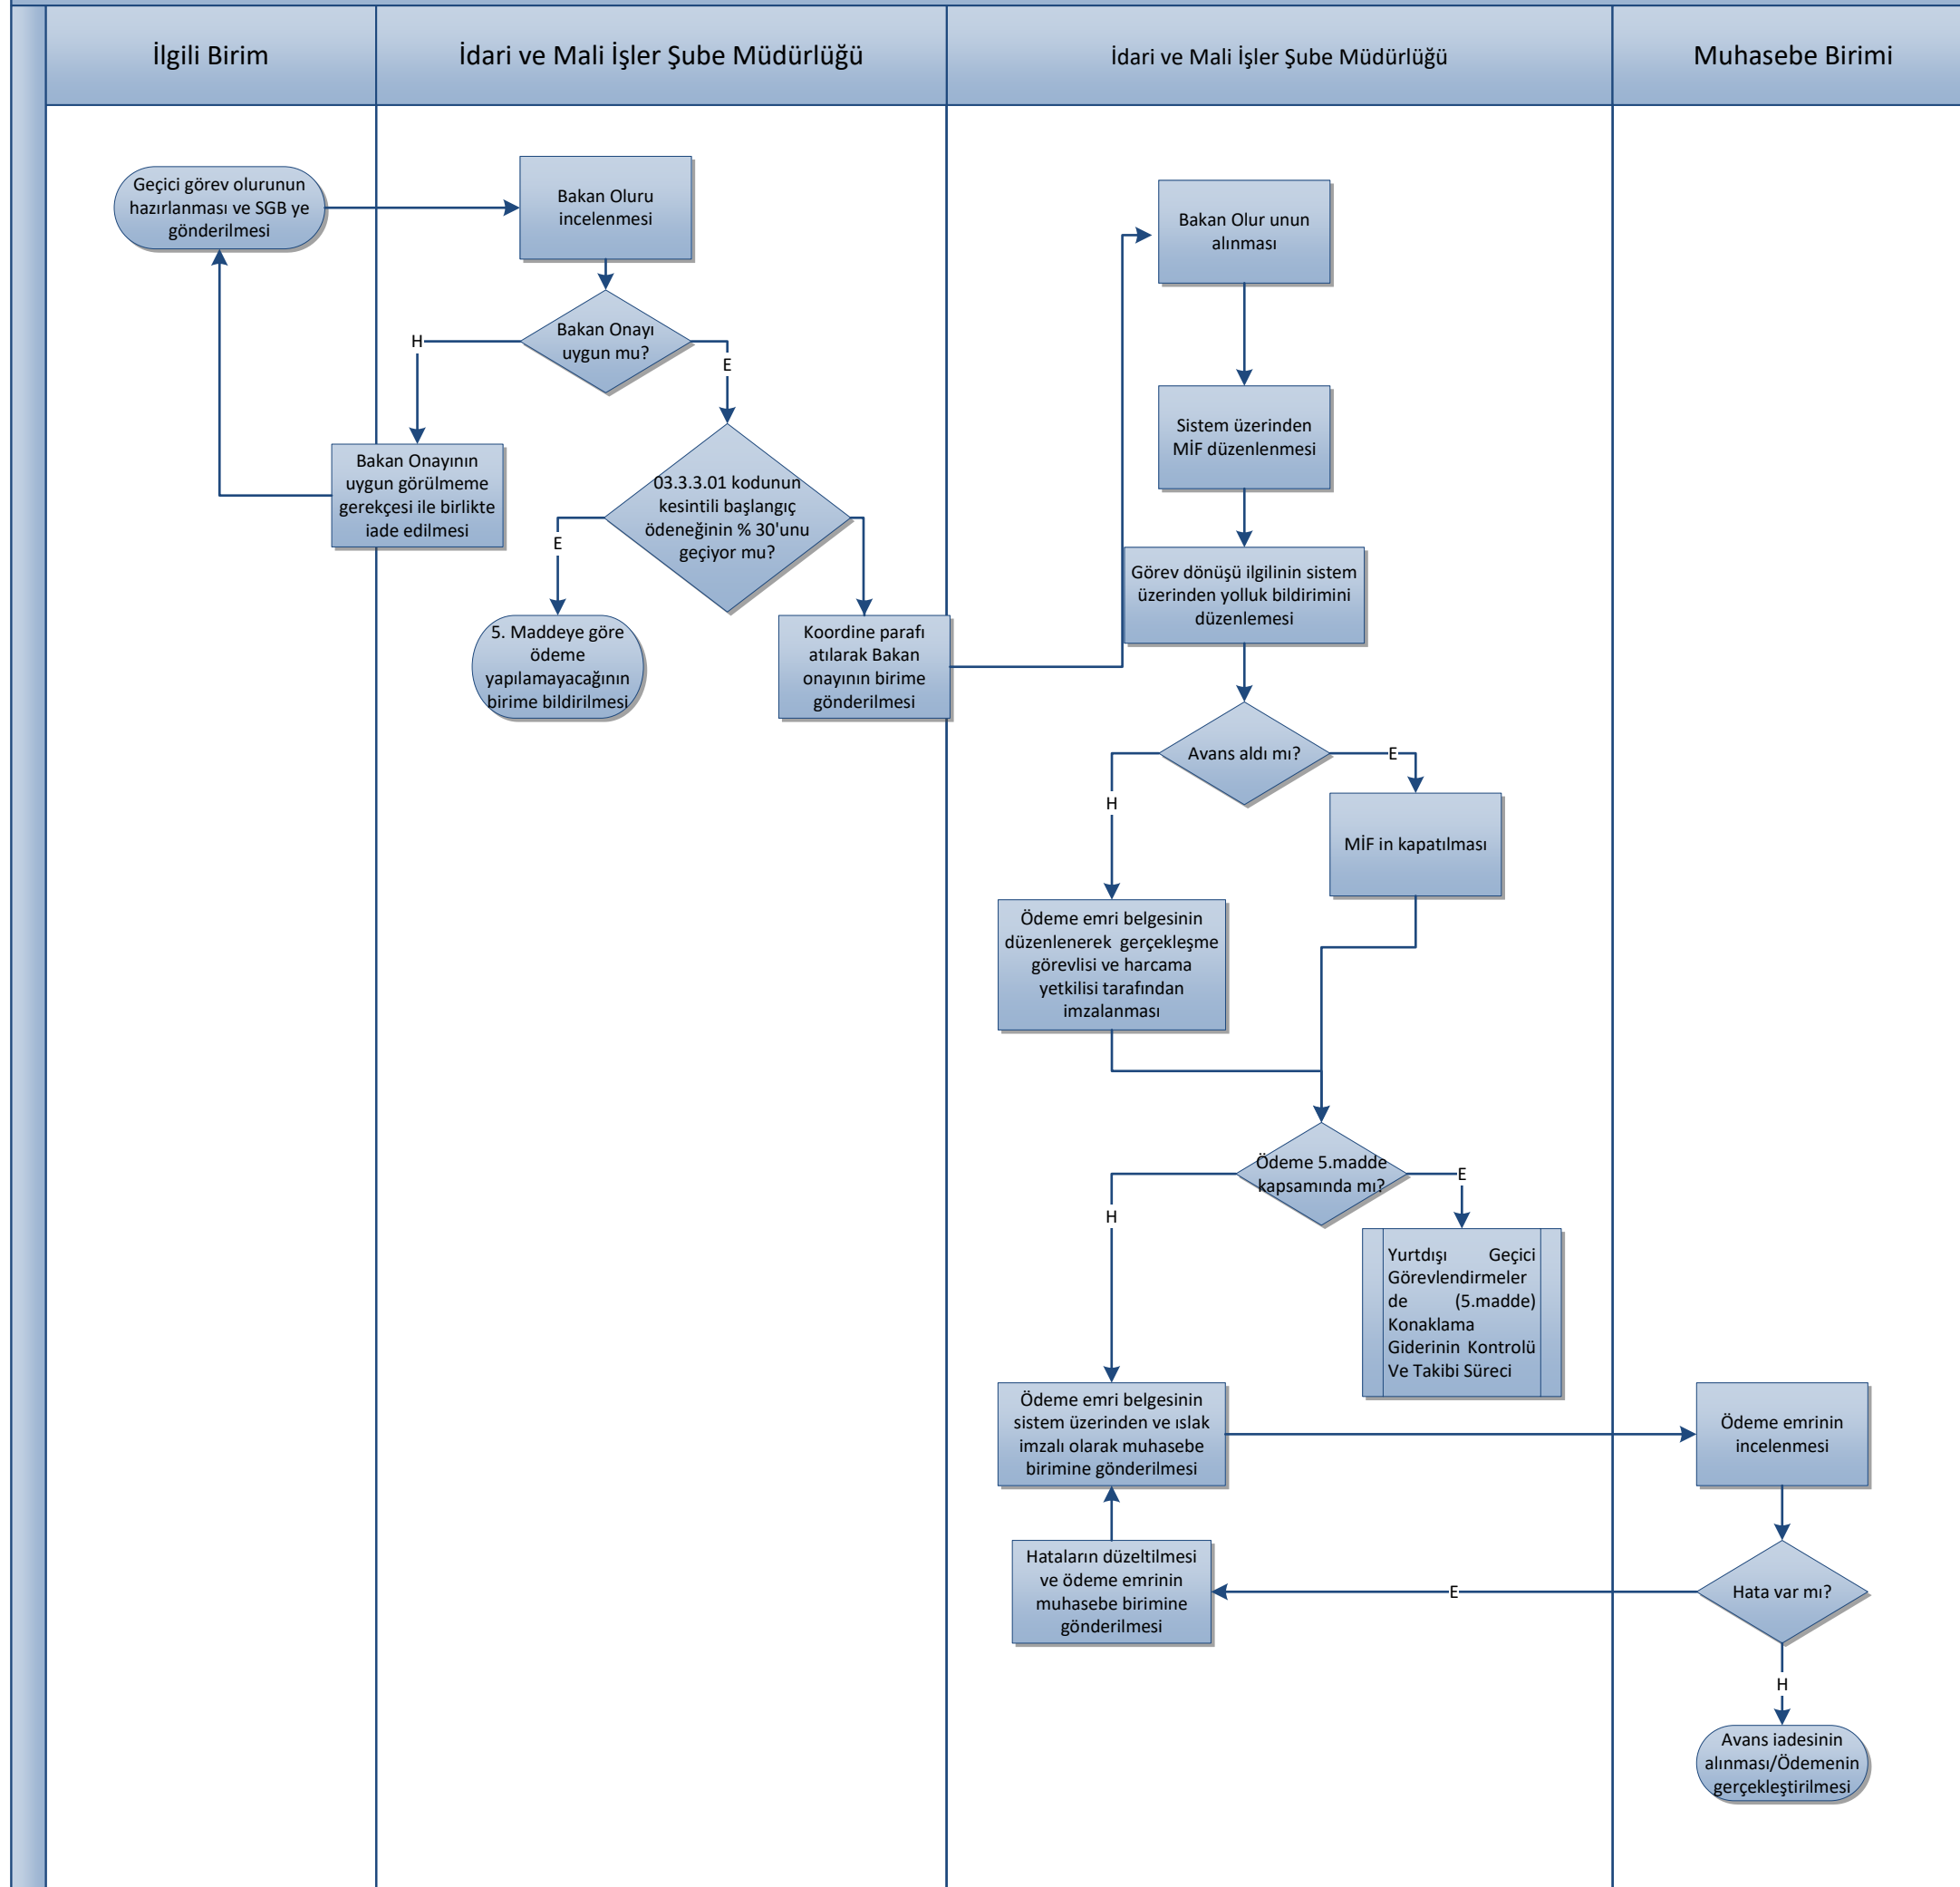 İlgili Birim
İdari ve Mali İşler Şube Müdürlüğü
İdari ve Mali İşler Şube Müdürlüğü
Muhasebe Birimi
Geçici görev olurunun
hazırlanması ve SGB ye
gönderilmesi
Bakan Oluru
incelenmesi
Bakan Onayı
uygun mu?
H
E
Bakan Onayının
uygun görülmeme
gerekçesi ile birlikte
iade edilmesi
03.3.3.01 kodunun
kesintili başlangıç
ödeneğinin % 30'unu
geçiyor mu?
E
5. Maddeye göre
ödeme
yapılamayacağının
birime bildirilmesi
Koordine parafı
atılarak Bakan
onayının birime
gönderilmesi
Bakan Olur unun
alınması
Sistem üzerinden
MİF düzenlenmesi
Görev dönüşü ilgilinin sistem
üzerinden yolluk bildirimini
düzenlemesi
Avans aldı mı?
E
H
MİF in kapatılması
Ödeme emri belgesinin
düzenlenerek gerçekleşme
görevlisi ve harcama
yetkilisi tarafından
imzalanması
Ödeme 5.madde
kapsamında mı?
E
H
Yurtdışı Geçici
Görevlendirmeler
de (5.madde)
Konaklama
Giderinin Kontrolü
Ve Takibi Süreci
Ödeme emri belgesinin
sistem üzerinden ve ıslak
imzalı olarak muhasebe
birimine gönderilmesi
Ödeme emrinin
incelenmesi
Hataların düzeltilmesi
ve ödeme emrinin
muhasebe birimine
gönderilmesi
E
Hata var mı?
H
Avans iadesinin
alınması/Ödemenin
gerçekleştirilmesi